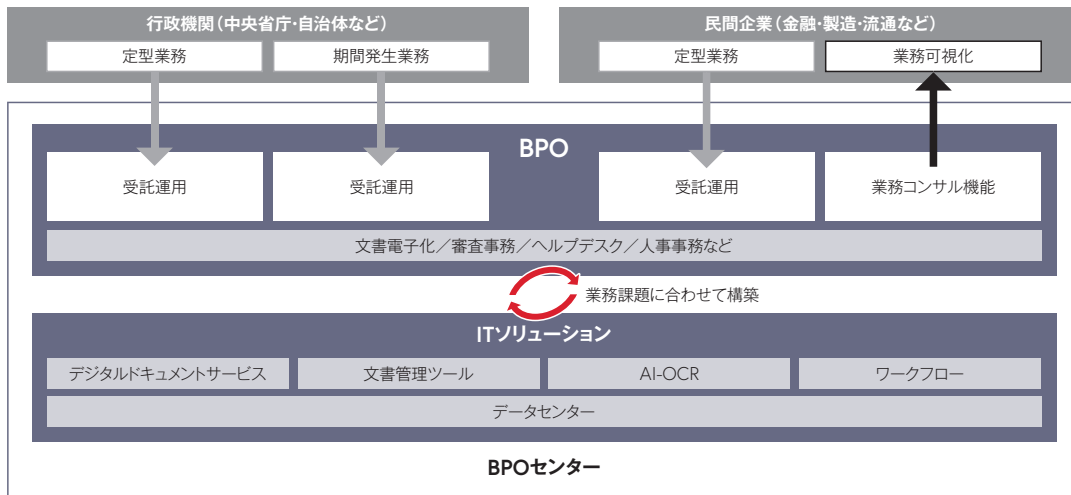 行政機関(中央省庁・自治体など)
定型業務
期間発生業務
民間企業(金融・製造・流通など)
定型業務
業務可視化
BPO
受託運用
受託運用
受託運用
業務コンサル機能
文書電子化／審査事務／ヘルプデスク／人事事務など
業務課題に合わせて構築
ITソリューション
デジタルドキュメントサービス
文書管理ツール
AI-OCR
ワークフロー
データセンター
BPOセンター